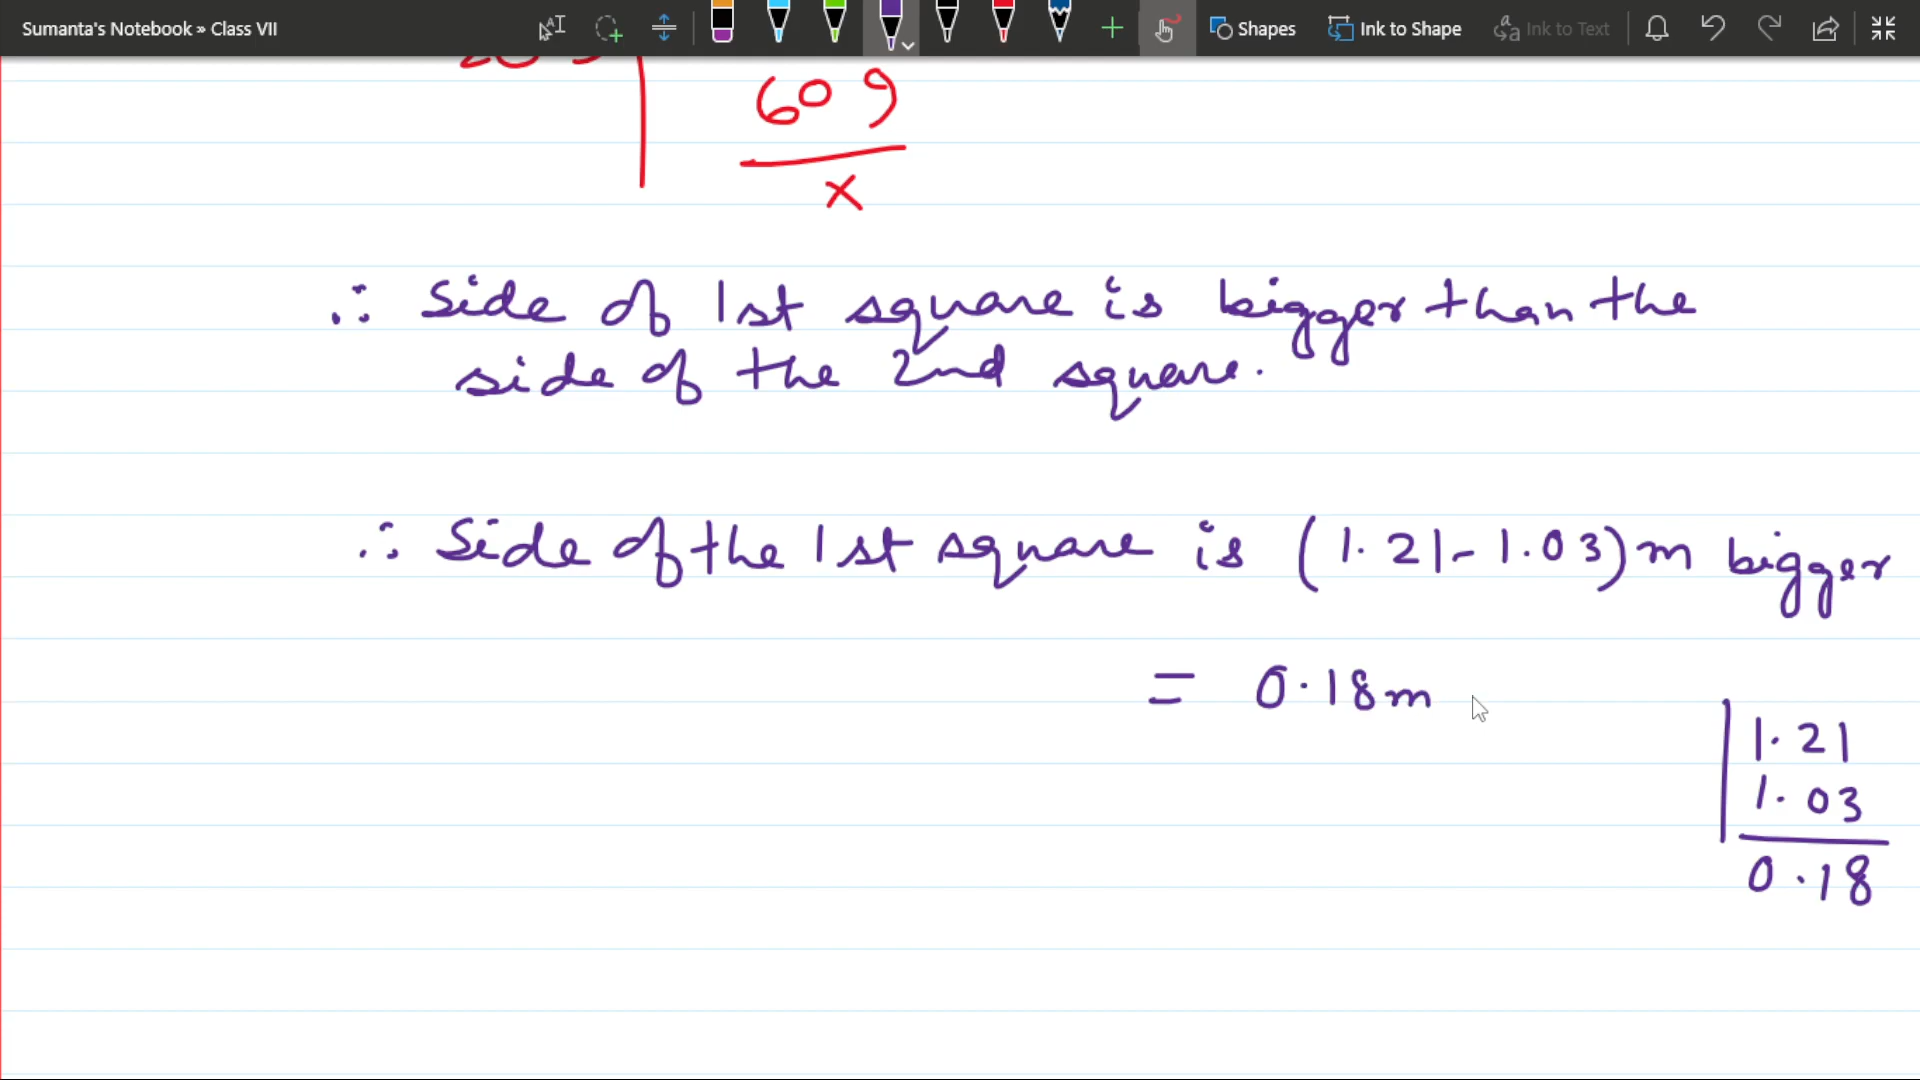 Sumanta's Notebook » Class VII
Shapes
Ink to Shape
Ink to Text
609
x
∴ side of 1st square is bigger than the
side of the 2nd square.
∴ Side of the 1st square is (1.21 - 1.03) m bigger
= 0.18 m
1.21
1.03
0.18